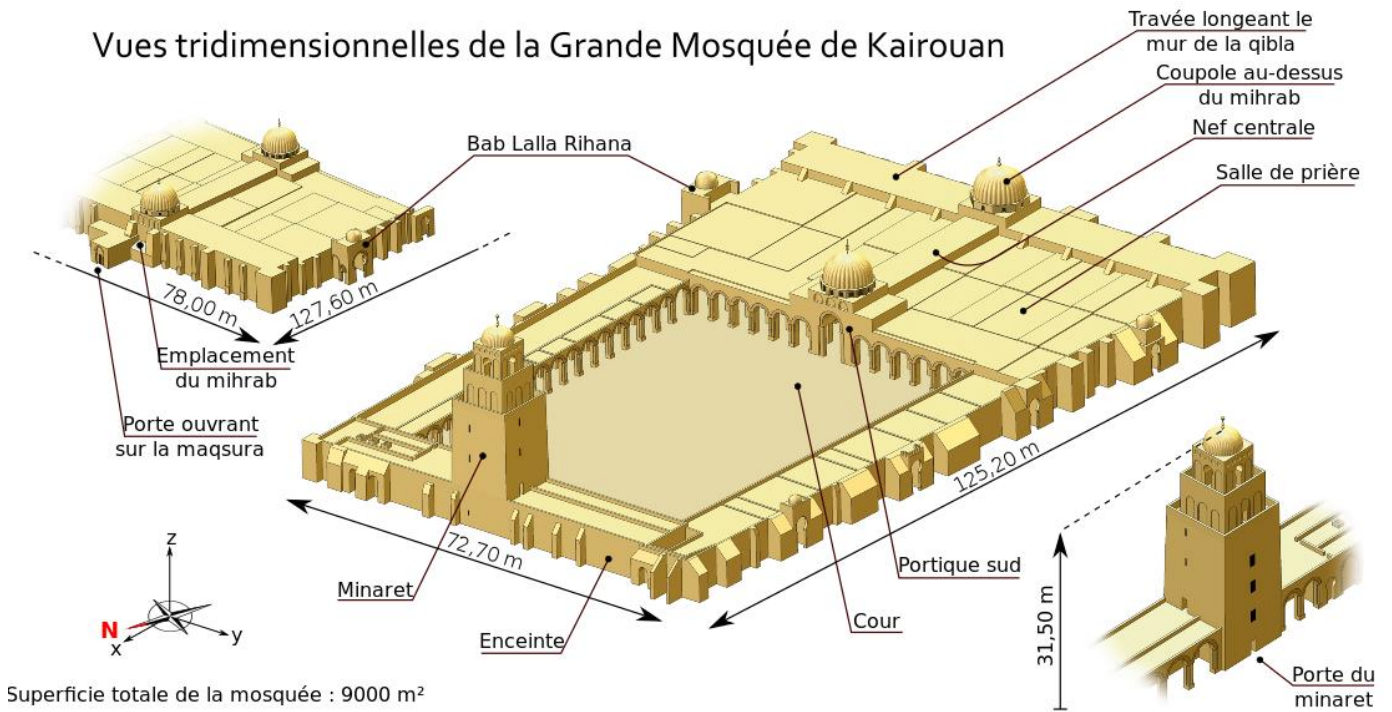 Vues tridimensionnelles de la Grande Mosquée de Kairouan
Travée longeant le
mur de la qibla
Coupole au-dessus
du mihrab
Nef centrale
Salle de prière
Bab Lalla Rihana
78,00 m
127,60 m
Emplacement
du mihrab
Porte ouvrant
sur la maqsura
125,20 m
72,70 m
Minaret
Enceinte
Cour
Portique sud
31,50 m
Porte du
minaret
z
N
x
y
Superficie totale de la mosquée : 9000 m²